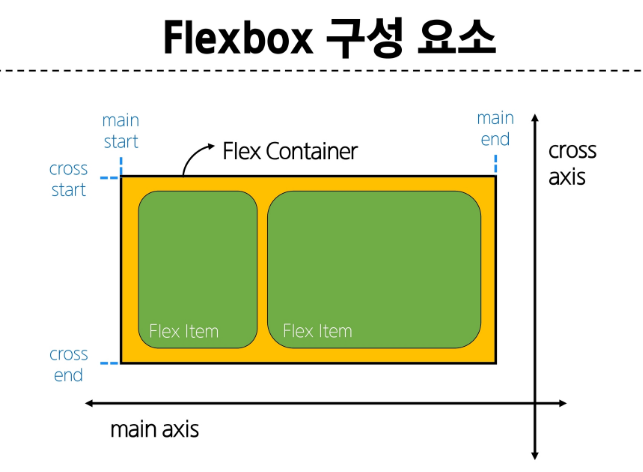 Flexbox 구성 요소
main
start
main
end
Flex Container
cross
axis
cross
start
Flex Item
Flex Item
cross
end
main axis